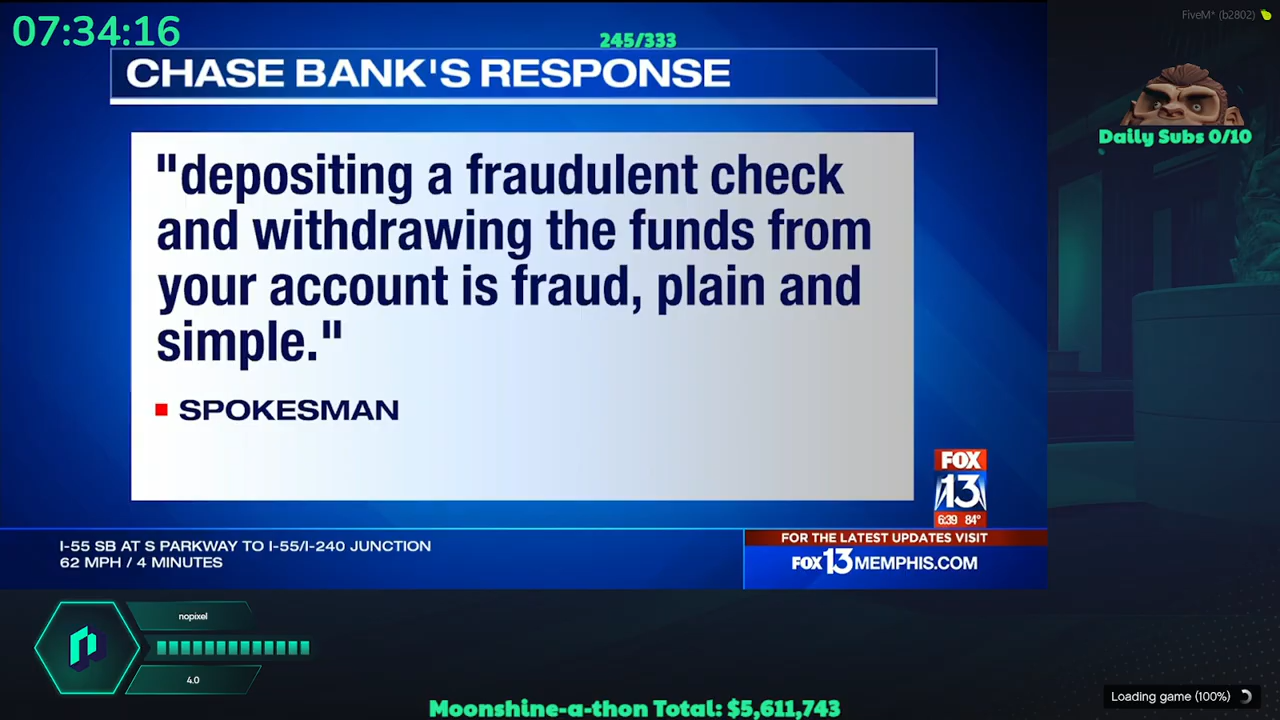 07:34:16
FiveM* (b2802)
245/333
CHASE BANK'S RESPONSE
Daily Subs 0/10
"depositing a fraudulent check
and withdrawing the funds from
your account is fraud, plain and
simple."
SPOKESMAN
FOX
13
6:39 84°
I-55 SB AT S PARKWAY TO I-55/I-240 JUNCTION
62 MPH / 4 MINUTES
FOR THE LATEST UPDATES VISIT
FOX 13 MEMPHIS.COM
nopixel
4.0
Loading game (100%)
Moonshine-a-thon Total: $5,611,743